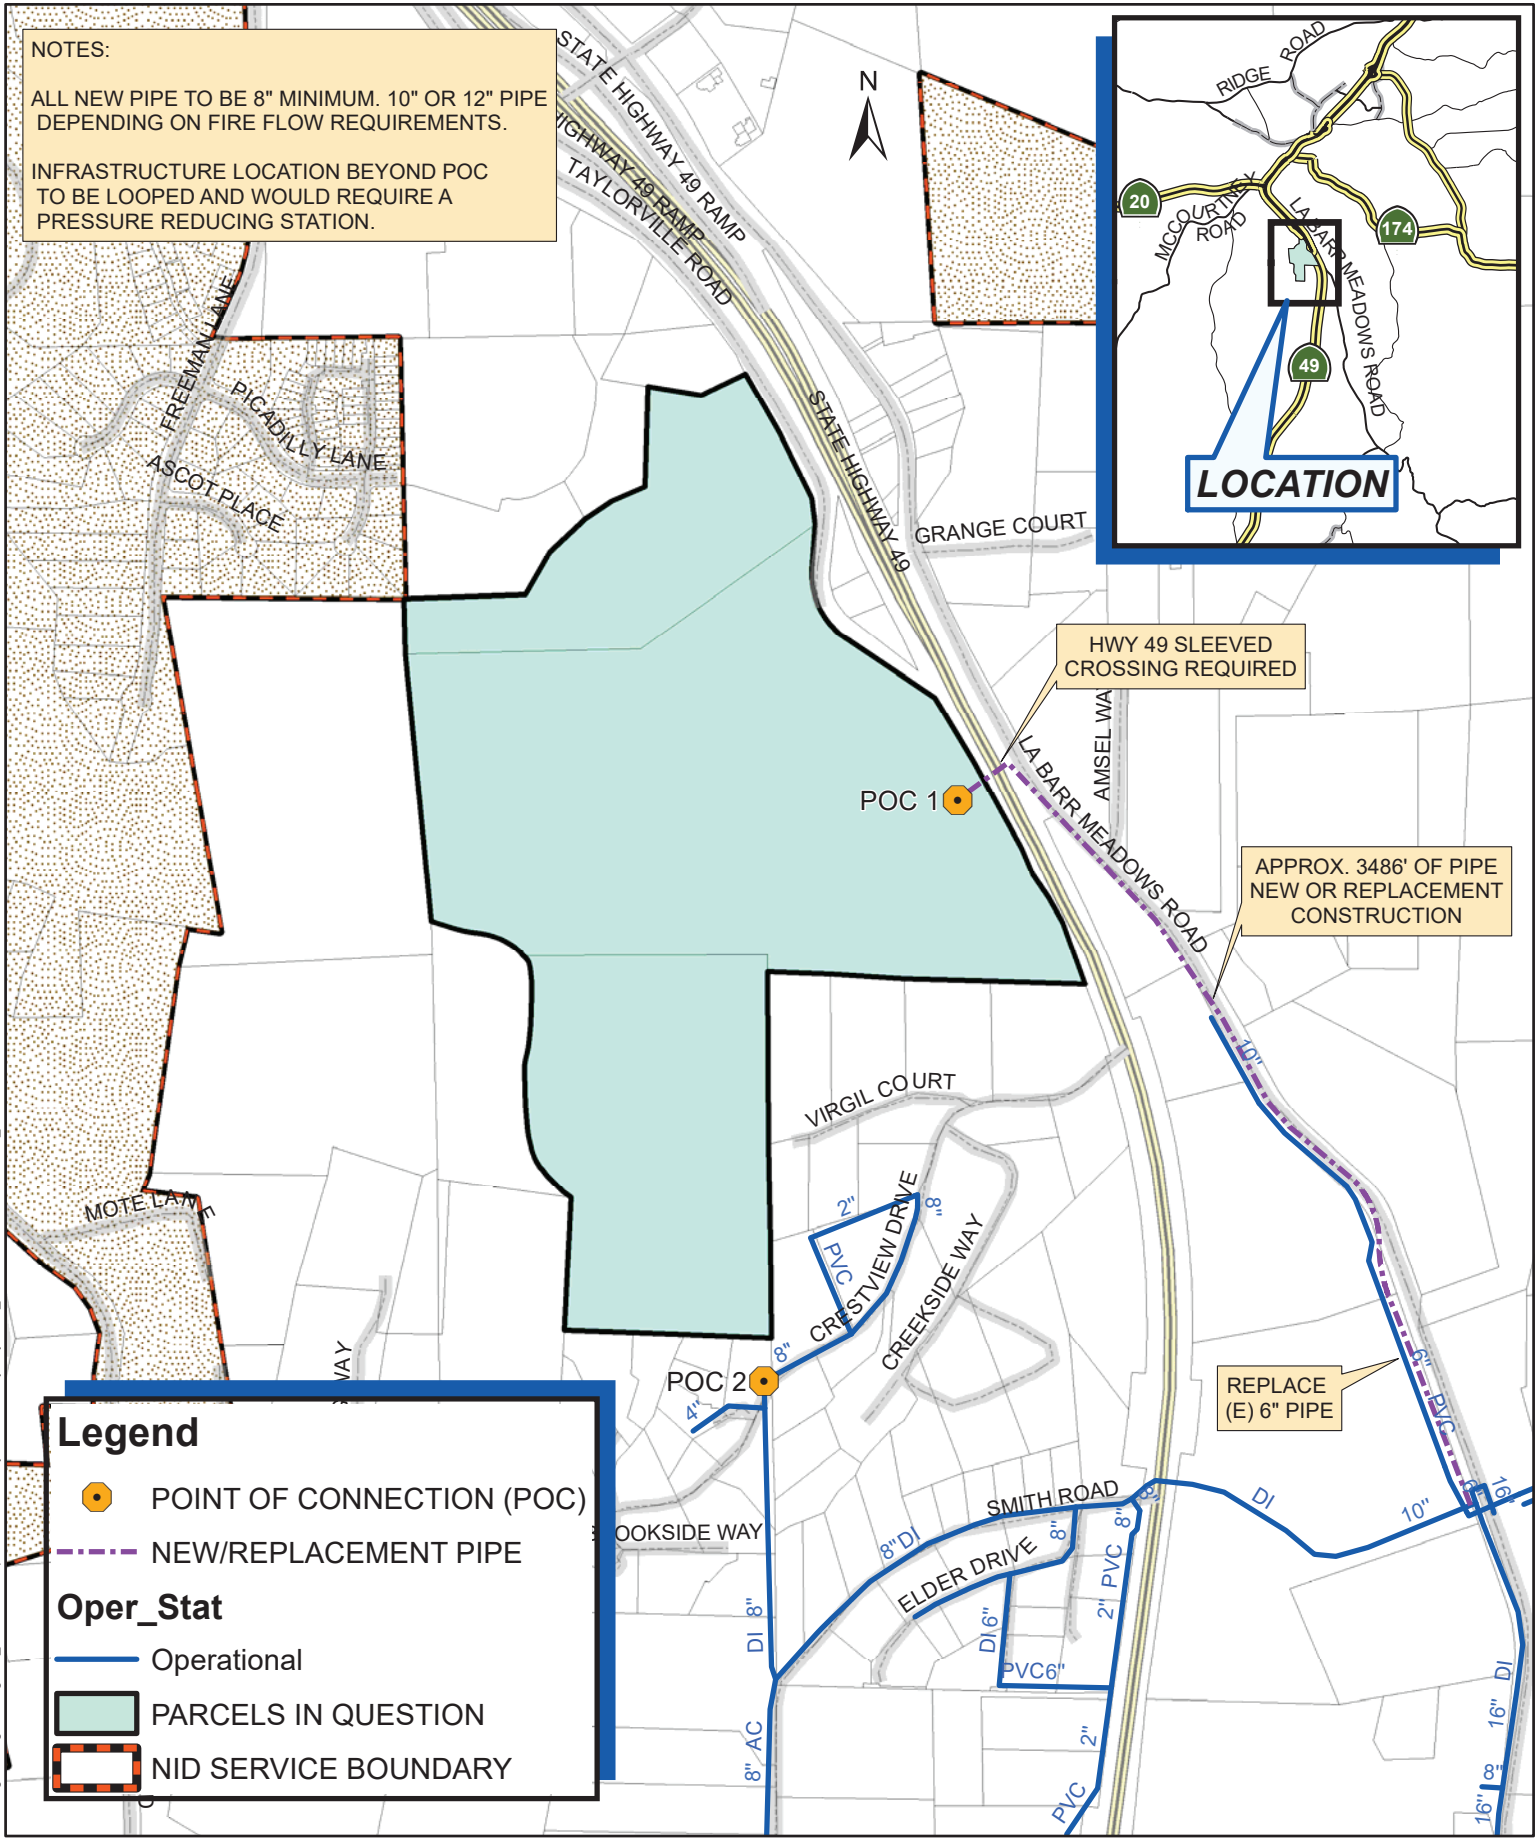 NOTES:
ALL NEW PIPE TO BE 8" MINIMUM. 10" OR 12" PIPE
DEPENDING ON FIRE FLOW REQUIREMENTS.
INFRASTRUCTURE LOCATION BEYOND POC
TO BE LOOPED AND WOULD REQUIRE A
PRESSURE REDUCING STATION.
STATE HIGHWAY 49 RAMP
HIGHWAY 49 RAMP
TAYLORVILLE ROAD
N
RIDGE ROAD
20
MCCOURTNEY
ROAD
LA BARR MEADOWS ROAD
174
49
LOCATION
FREEMAN LANE
PICADILLY LANE
ASCOT PLACE
STATE HIGHWAY 49
GRANGE COURT
HWY 49 SLEEVED
CROSSING REQUIRED
AMSEL WA
POC 1
LA BARR MEADOWS ROAD
APPROX. 3486' OF PIPE
NEW OR REPLACEMENT
CONSTRUCTION
10"
VIRGIL COURT
MOTE LANE
2"
8"
PVC
CRESTVIEW DRIVE
CREEKSIDE WAY
8"
POC 2
4"
WAY
6"
PVC
REPLACE
(E) 6" PIPE
6"
16"
SMITH ROAD
8"
DI
10"
8"
8"
8"DI
ELDER DRIVE
OOKSIDE WAY
DI 8"
DI 6"
2" PVC
PVC6"
8" AC
2"
PVC
16" DI
8"
16"
Legend
POINT OF CONNECTION (POC)
NEW/REPLACEMENT PIPE
Oper_Stat
Operational
PARCELS IN QUESTION
NID SERVICE BOUNDARY